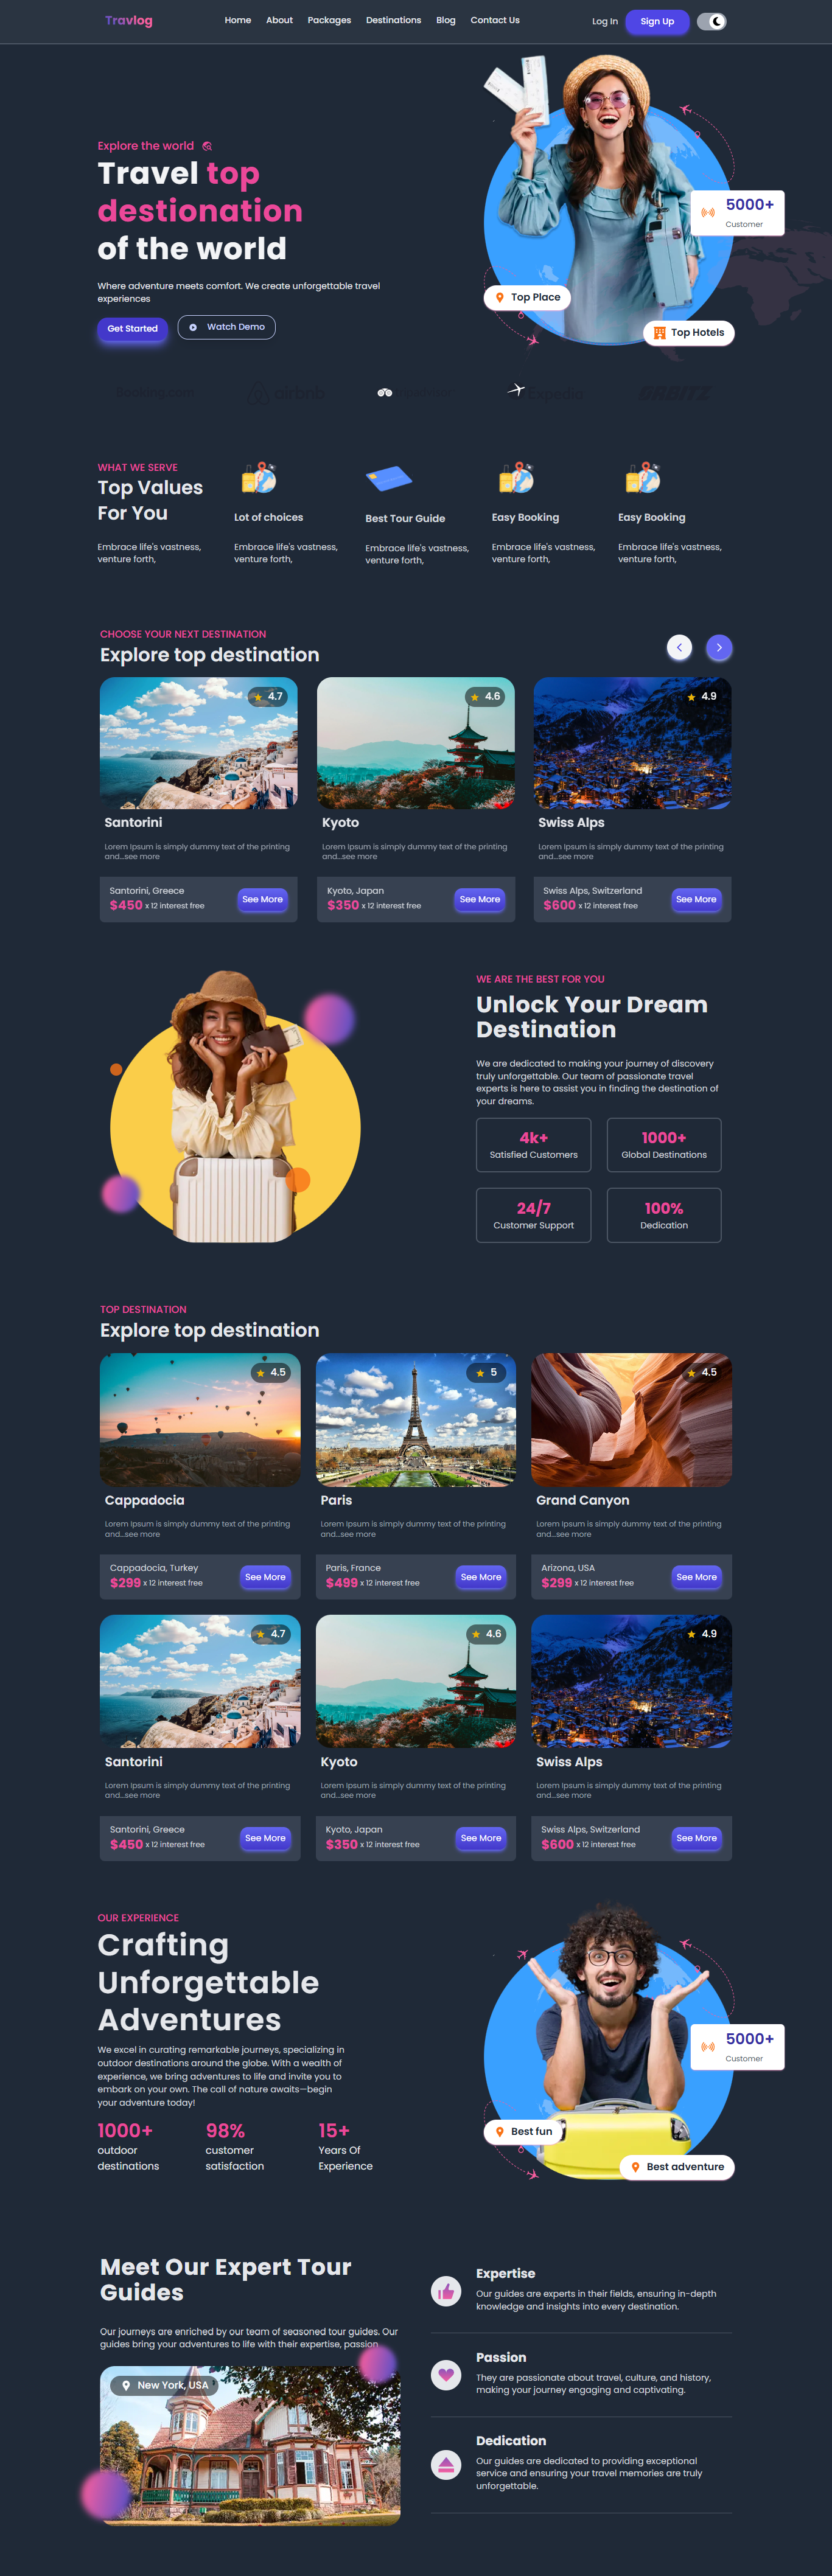 Travlog
Home About Packages Destinations Blog Contact Us
Log In Sign Up
Explore the world
Travel top
destionation
of the world
Where adventure meets comfort. We create unforgettable travel
experiences
Get Started Watch Demo
5000+
Customer
Top Place
Top Hotels
Booking.com airbnb tripadvisor Expedia ORBITZ
WHAT WE SERVE
Top Values
For You
Embrace life's vastness,
venture forth,
Lot of choices
Embrace life's vastness,
venture forth,
Best Tour Guide
Embrace life's vastness,
venture forth,
Easy Booking
Embrace life's vastness,
venture forth,
Easy Booking
Embrace life's vastness,
venture forth,
CHOOSE YOUR NEXT DESTINATION
Explore top destination
4.7
Santorini
Lorem Ipsum is simply dummy text of the printing
and...see more
Santorini, Greece
$450 x 12 interest free
See More
4.6
Kyoto
Lorem Ipsum is simply dummy text of the printing
and...see more
Kyoto, Japan
$350 x 12 interest free
See More
4.9
Swiss Alps
Lorem Ipsum is simply dummy text of the printing
and...see more
Swiss Alps, Switzerland
$600 x 12 interest free
See More
WE ARE THE BEST FOR YOU
Unlock Your Dream
Destination
We are dedicated to making your journey of discovery
truly unforgettable. Our team of passionate travel
experts is here to assist you in finding the destination of
your dreams.
4k+
Satisfied Customers
1000+
Global Destinations
24/7
Customer Support
100%
Dedication
TOP DESTINATION
Explore top destination
4.5
Cappadocia
Lorem Ipsum is simply dummy text of the printing
and...see more
Cappadocia, Turkey
$299 x 12 interest free
See More
5
Paris
Lorem Ipsum is simply dummy text of the printing
and...see more
Paris, France
$499 x 12 interest free
See More
4.5
Grand Canyon
Lorem Ipsum is simply dummy text of the printing
and...see more
Arizona, USA
$299 x 12 interest free
See More
4.7
Santorini
Lorem Ipsum is simply dummy text of the printing
and...see more
Santorini, Greece
$450 x 12 interest free
See More
4.6
Kyoto
Lorem Ipsum is simply dummy text of the printing
and...see more
Kyoto, Japan
$350 x 12 interest free
See More
4.9
Swiss Alps
Lorem Ipsum is simply dummy text of the printing
and...see more
Swiss Alps, Switzerland
$600 x 12 interest free
See More
OUR EXPERIENCE
Crafting
Unforgettable
Adventures
We excel in curating remarkable journeys, specializing in
outdoor destinations around the globe. With a wealth of
experience, we bring adventures to life and invite you to
embark on your own. The call of nature awaits—begin
your adventure today!
1000+
outdoor
destinations
98%
customer
satisfaction
15+
Years Of
Experience
5000+
Customer
Best fun
Best adventure
Meet Our Expert Tour
Guides
Our journeys are enriched by our team of seasoned tour guides. Our
guides bring your adventures to life with their expertise, passion
New York, USA
Expertise
Our guides are experts in their fields, ensuring in-depth
knowledge and insights into every destination.
Passion
They are passionate about travel, culture, and history,
making your journey engaging and captivating.
Dedication
Our guides are dedicated to providing exceptional
service and ensuring your travel memories are truly
unforgettable.